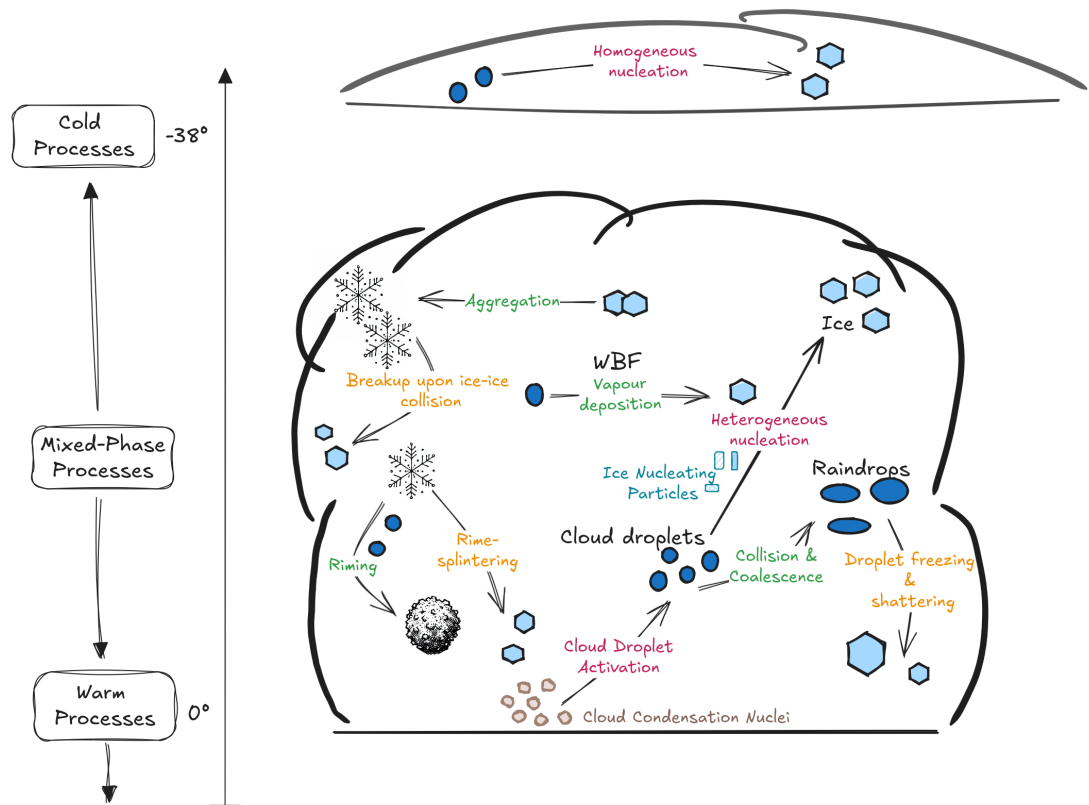 Homogeneous
nucleation
Cold
Processes
-38°
Aggregation
Ice
WBF
Vapour
deposition
Breakup upon ice-ice
collision
Heterogeneous
nucleation
Mixed-Phase
Processes
Ice Nucleating
Particles
Raindrops
Cloud droplets
Rime-
splintering
Riming
Collision &
Coalescence
Droplet freezing
&
shattering
Cloud Droplet
Activation
Warm
Processes
0°
Cloud Condensation Nuclei